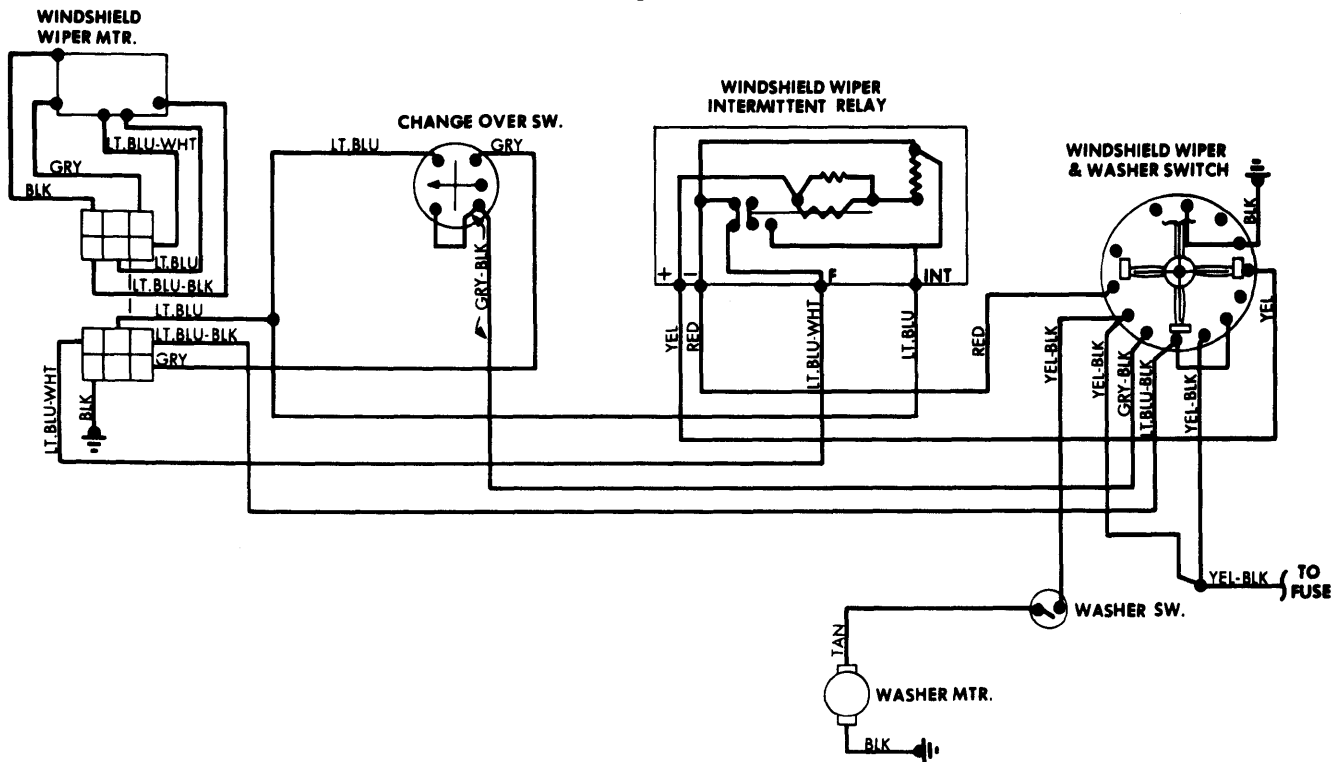 WINDSHIELD
WIPER MTR.
LT.BLU-WHT
GRY
BLK
LT.BLU
LT.BLU-BLK
LT.BLU
LT.BLU-BLK
GRY
LT.BLU-WHT
BLK
CHANGE OVER SW.
LT.BLU
GRY
GRY-BLK
WINDSHIELD WIPER
INTERMITTENT RELAY
+
–
F
INT
YEL
RED
LT.BLU-WHT
LT.BLU
RED
WINDSHIELD WIPER
& WASHER SWITCH
BLK
YEL
YEL-BLK
YEL-BLK
GRY-BLK
LT.BLU-BLK
YEL-BLK
YEL-BLK
TO
FUSE
WASHER SW.
TAN
WASHER MTR.
BLK